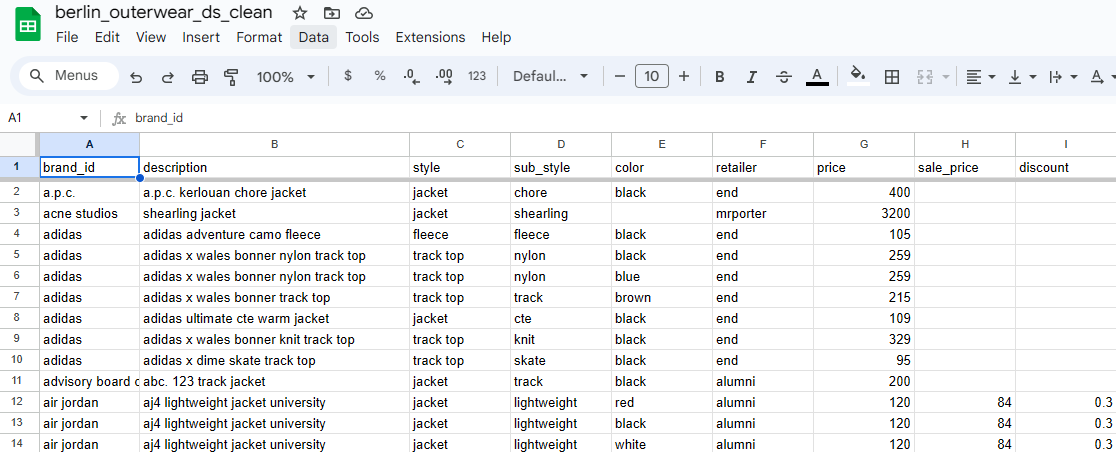 berlin_outerwear_ds_clean
File Edit View Insert Format Data Tools Extensions Help
Menus 100% $ % .0 .00 123 Defaul... − 10 + B I S A A
A1 fx brand_id
A B C D E F G H I
1 brand_id description style sub_style color retailer price sale_price discount
2 a.p.c. a.p.c. kerlouan chore jacket jacket chore black end 400
3 acne studios shearling jacket jacket shearling mrporter 3200
4 adidas adidas adventure camo fleece fleece fleece black end 105
5 adidas adidas x wales bonner nylon track top track top nylon black end 259
6 adidas adidas x wales bonner nylon track top track top nylon blue end 259
7 adidas adidas x wales bonner track top track top track brown end 215
8 adidas adidas ultimate cte warm jacket jacket cte black end 109
9 adidas adidas x wales bonner knit track top track top knit black end 329
10 adidas adidas x dime skate track top track top skate black end 95
11 advisory board c abc. 123 track jacket jacket track black alumni 200
12 air jordan aj4 lightweight jacket university jacket lightweight red alumni 120 84 0.3
13 air jordan aj4 lightweight jacket university jacket lightweight black alumni 120 84 0.3
14 air jordan aj4 lightweight jacket university jacket lightweight white alumni 120 84 0.3